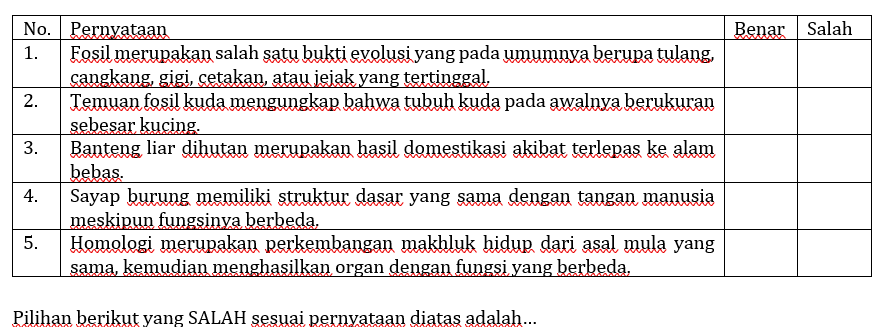 No. Pernyataan Benar Salah
1. Fosil merupakan salah satu bukti evolusi yang pada umumnya berupa tulang,
cangkang, gigi, cetakan, atau jejak yang tertinggal.
2. Temuan fosil kuda mengungkap bahwa tubuh kuda pada awalnya berukuran
sebesar kucing.
3. Banteng liar dihutan merupakan hasil domestikasi akibat terlepas ke alam
bebas.
4. Sayap burung memiliki struktur dasar yang sama dengan tangan manusia
meskipun fungsinya berbeda.
5. Homologi merupakan perkembangan makhluk hidup dari asal mula yang
sama, kemudian menghasilkan organ dengan fungsi yang berbeda.
Pilihan berikut yang SALAH sesuai pernyataan diatas adalah...